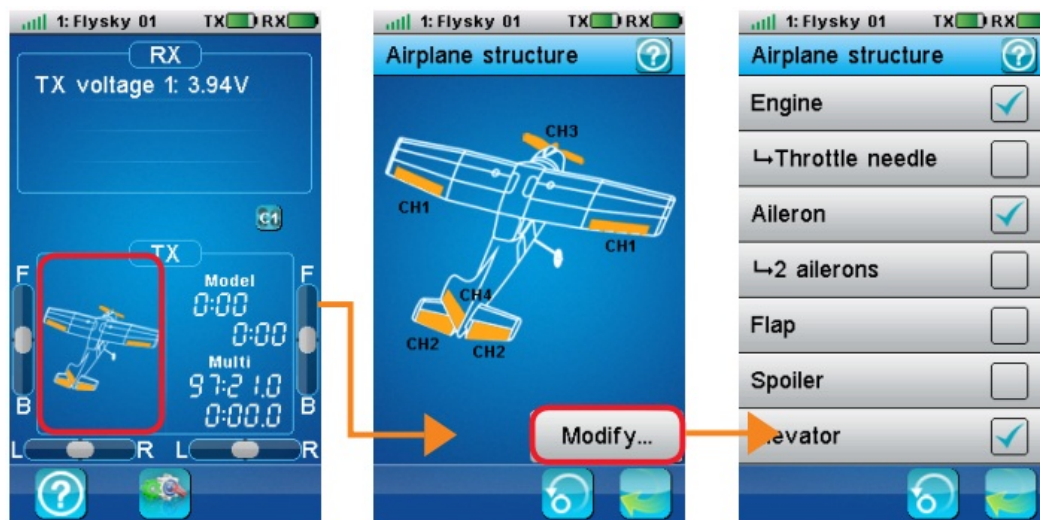 1: Flysky 01 TX RX
RX
TX voltage 1: 3.94V
C1
TX
F
F
Model
0:00
0:00
Multi
97:21.0
0:00.0
B
B
L R L R
?
1: Flysky 01 TX RX
Airplane structure ?
CH3
CH1
CH1
CH4
CH2 CH2
Modify...
1: Flysky 01 TX RX
Airplane structure ?
Engine
Throttle needle
Aileron
2 ailerons
Flap
Spoiler